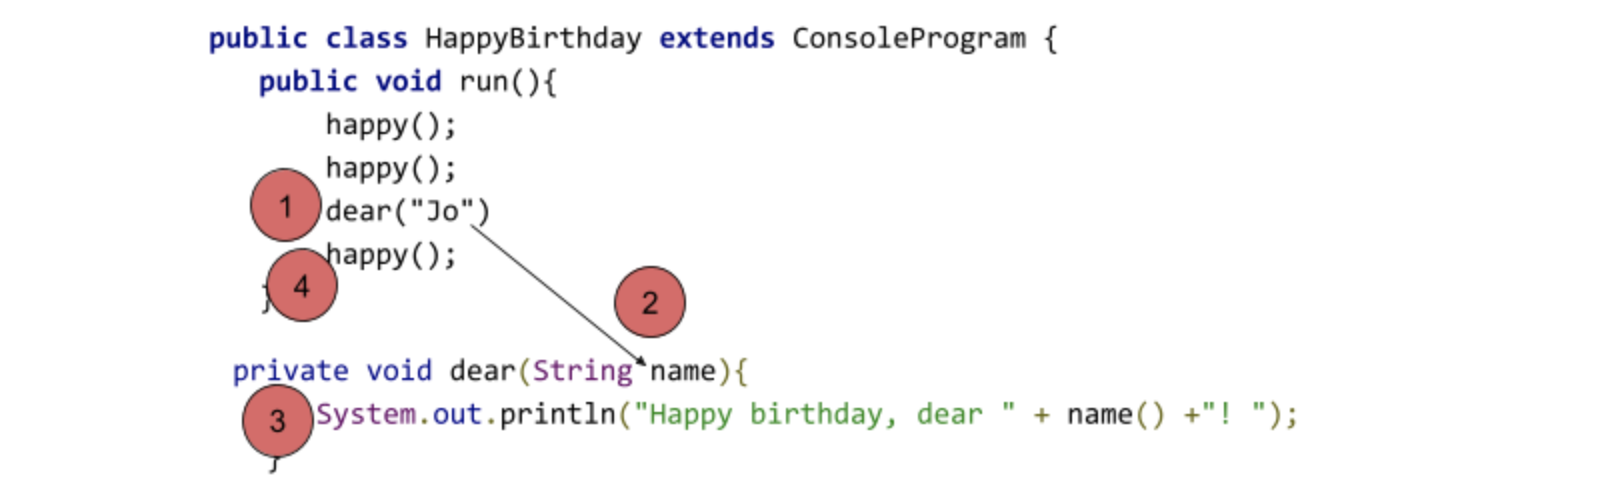 public class HappyBirthday extends ConsoleProgram {
public void run(){
happy();
happy();
1 dear("Jo")
happy();
4 }
2
private void dear(String name){
3 System.out.println("Happy birthday, dear " + name() +"! ");
}